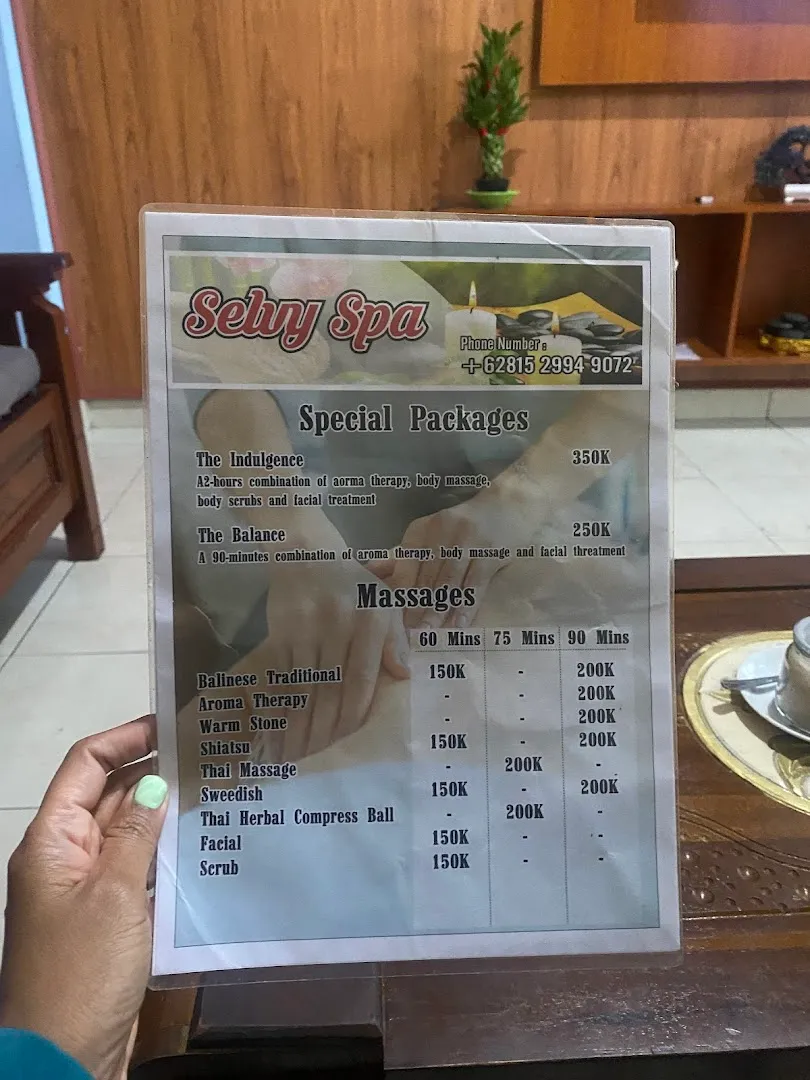 Selvy Spa
Phone Number :
+62815 2994 9072
Special Packages
The Indulgence 350K
A2-hours combination of aorma therapy, body massage,
body scrubs and facial treatment
The Balance 250K
A 90-minutes combination of aroma therapy, body massage and facial threatment
Massages
60 Mins 75 Mins 90 Mins
Balinese Traditional 150K - 200K
Aroma Therapy - - 200K
Warm Stone - - 200K
Shiatsu 150K - 200K
Thai Massage - 200K -
Sweedish 150K - 200K
Thai Herbal Compress Ball - 200K -
Facial 150K - -
Scrub 150K - -